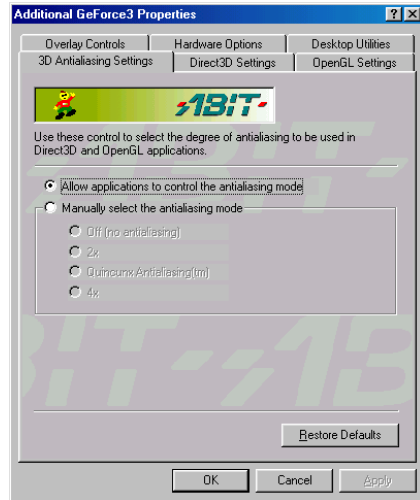 Additional GeForce3 Properties
Overlay Controls
Hardware Options
Desktop Utilities
3D Antialiasing Settings
Direct3D Settings
OpenGL Settings
ABIT
Use these control to select the degree of antialiasing to be used in
Direct3D and OpenGL applications.
Allow applications to control the antialiasing mode
Manually select the antialiasing mode
Off (no antialiasing)
2x
Quincunx Antialiasing(tm)
4x
Restore Defaults
OK
Cancel
Apply